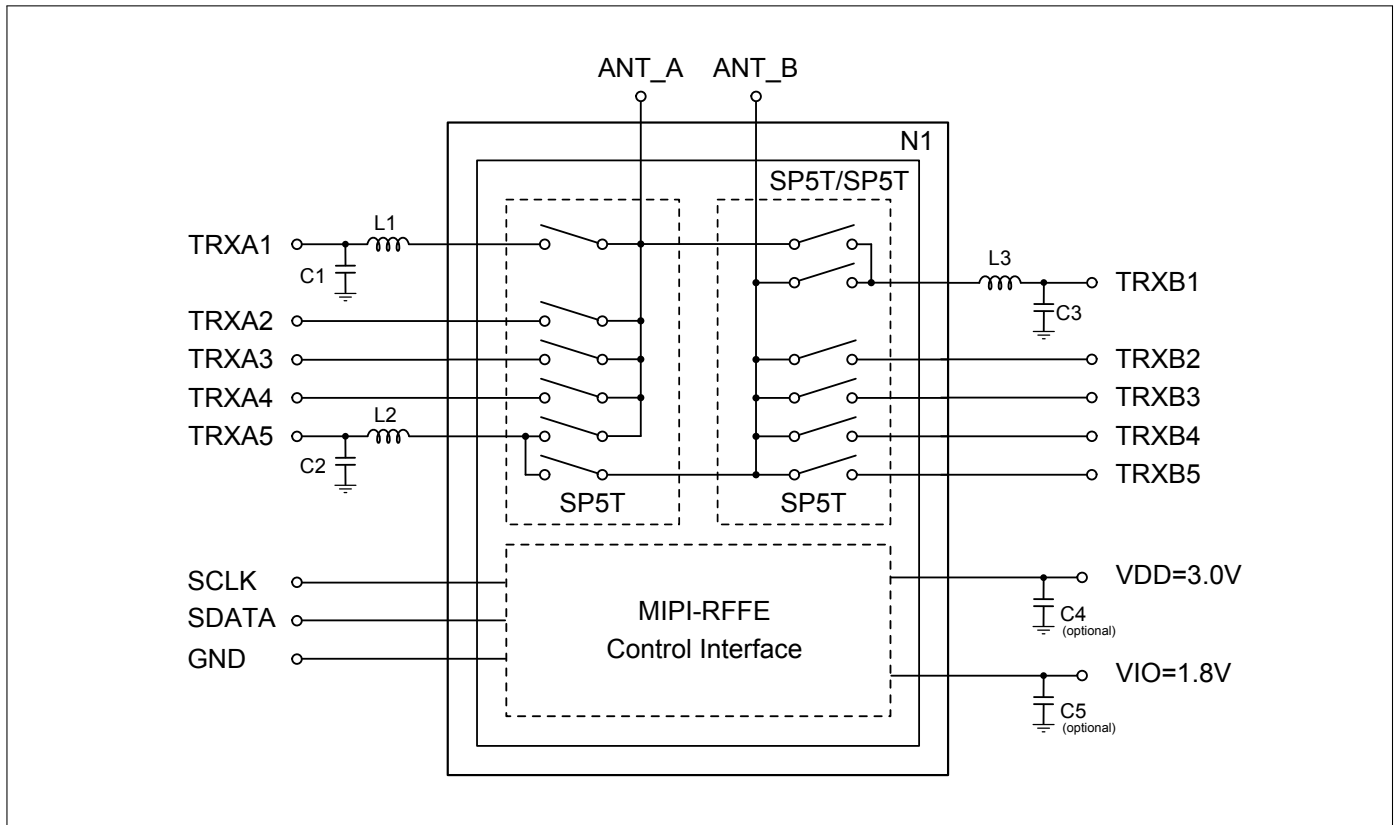 ANT_A
ANT_B
N1
SP5T/SP5T
TRXA1
L1
C1
L3
TRXB1
C3
TRXA2
TRXA3
TRXA4
TRXA5
L2
C2
TRXB2
TRXB3
TRXB4
TRXB5
SP5T
SP5T
SCLK
SDATA
GND
MIPI-RFFE
Control Interface
VDD=3.0V
C4
(optional)
VIO=1.8V
C5
(optional)